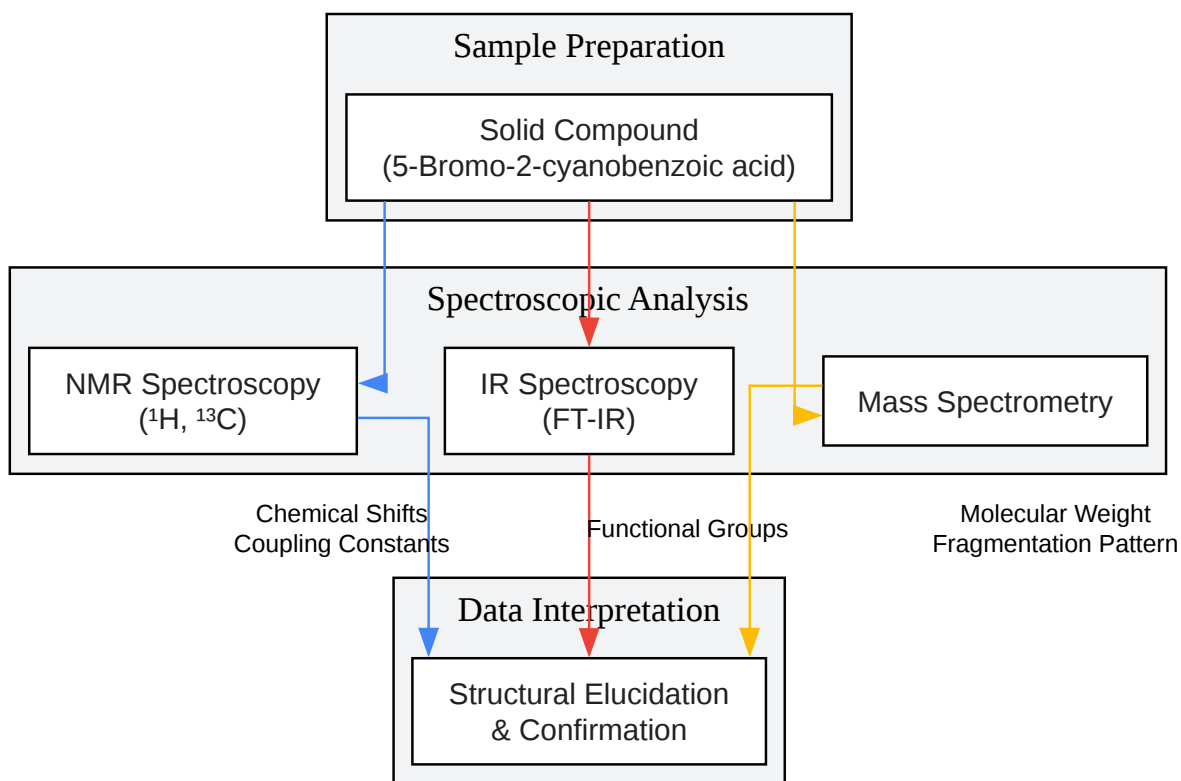 Sample Preparation
Solid Compound
(5-Bromo-2-cyanobenzoic acid)
Spectroscopic Analysis
NMR Spectroscopy
(¹H, ¹³C)
IR Spectroscopy
(FT-IR)
Mass Spectrometry
Chemical Shifts
Coupling Constants
Functional Groups
Molecular Weight
Fragmentation Pattern
Data Interpretation
Structural Elucidation
& Confirmation